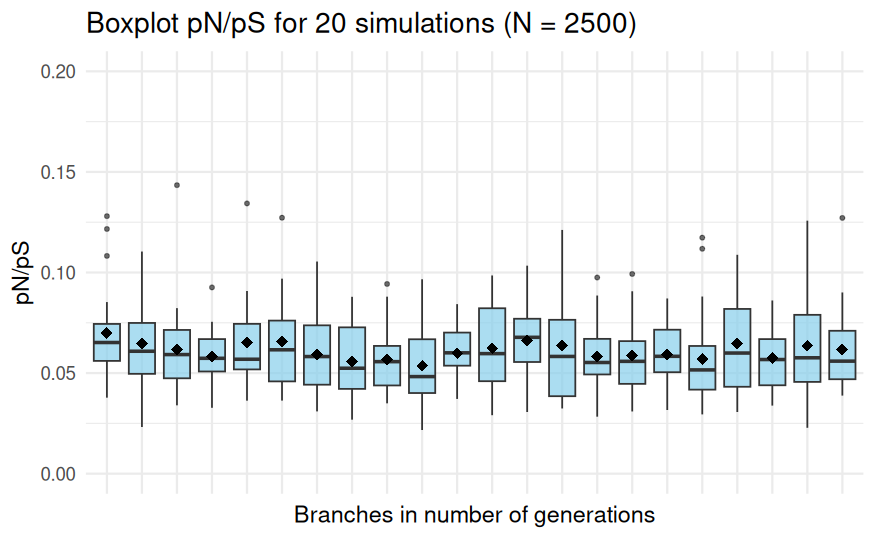 Boxplot pN/pS for 20 simulations (N = 2500)
0.20
0.15
0.10
0.05
0.00
pN/pS
Branches in number of generations